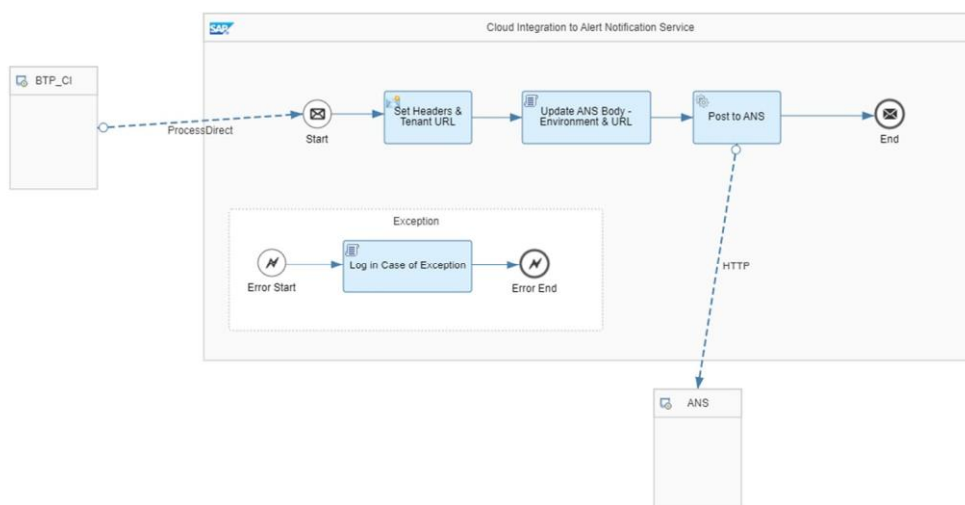 SAP
Cloud Integration to Alert Notification Service
BTP_CI
ProcessDirect
Start
Set Headers &
Tenant URL
Update ANS Body -
Environment & URL
Post to ANS
End
Exception
Error Start
Log in Case of Exception
Error End
HTTP
ANS